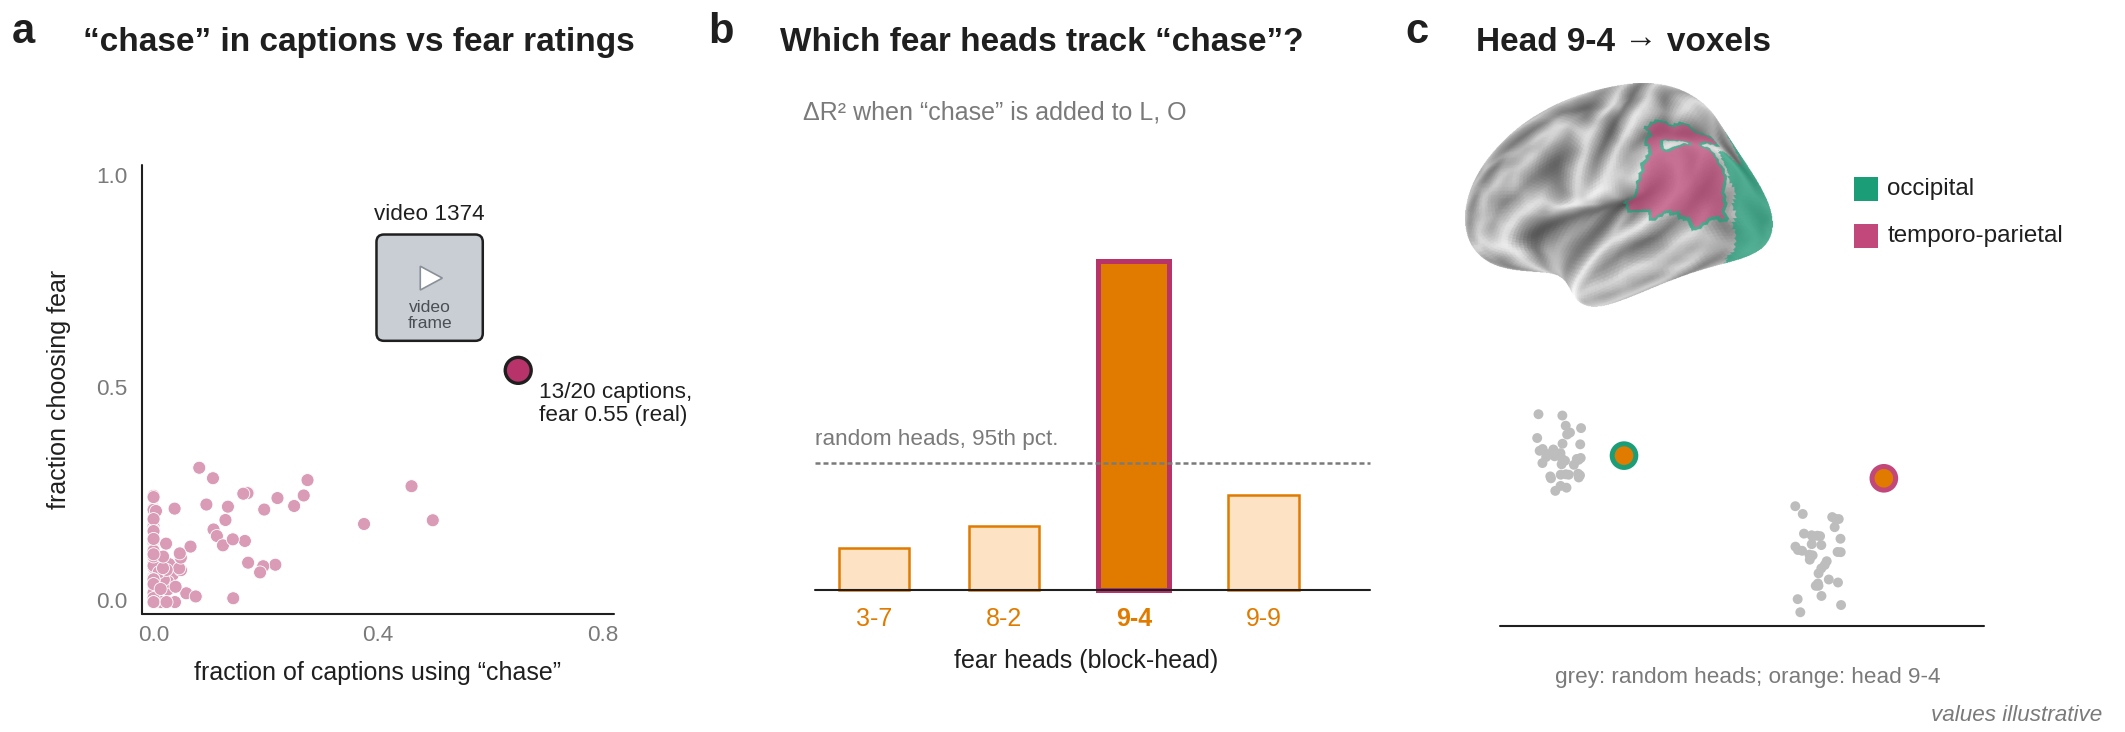 a
“chase” in captions vs fear ratings
1.0
0.5
0.0
fraction choosing fear
video 1374
video
frame
13/20 captions,
fear 0.55 (real)
0.0 0.4 0.8
fraction of captions using “chase”
b
Which fear heads track “chase”?
ΔR² when “chase” is added to L, O
random heads, 95th pct.
3-7 8-2 9-4 9-9
fear heads (block-head)
c
Head 9-4 → voxels
occipital
temporo-parietal
grey: random heads; orange: head 9-4
values illustrative